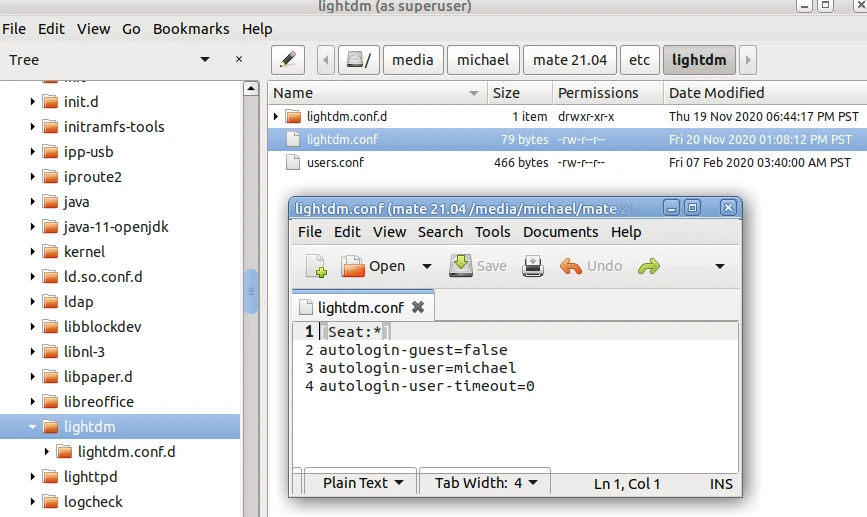 lightdm (as superuser)
File Edit View Go Bookmarks Help
Tree
/ media michael mate 21.04 etc lightdm
init.d
initramfs-tools
ipp-usb
iproute2
java
java-11-openjdk
kernel
ld.so.conf.d
ldap
libblockdev
libnl-3
libpaper.d
libreoffice
lightdm
lightdm.conf.d
lighttpd
logcheck
Name Size Permissions Date Modified
lightdm.conf.d 1 item drwxr-xr-x Thu 19 Nov 2020 06:44:17 PM PST
lightdm.conf 79 bytes -rw-r--r-- Fri 20 Nov 2020 01:08:12 PM PST
users.conf 466 bytes -rw-r--r-- Fri 07 Feb 2020 03:40:00 AM PST
lightdm.conf (mate 21.04 /media/michael/mate
File Edit View Search Tools Documents Help
Open Save Undo
lightdm.conf
1 [Seat:*]
2 autologin-guest=false
3 autologin-user=michael
4 autologin-user-timeout=0
Plain Text Tab Width: 4 Ln 1, Col 1 INS